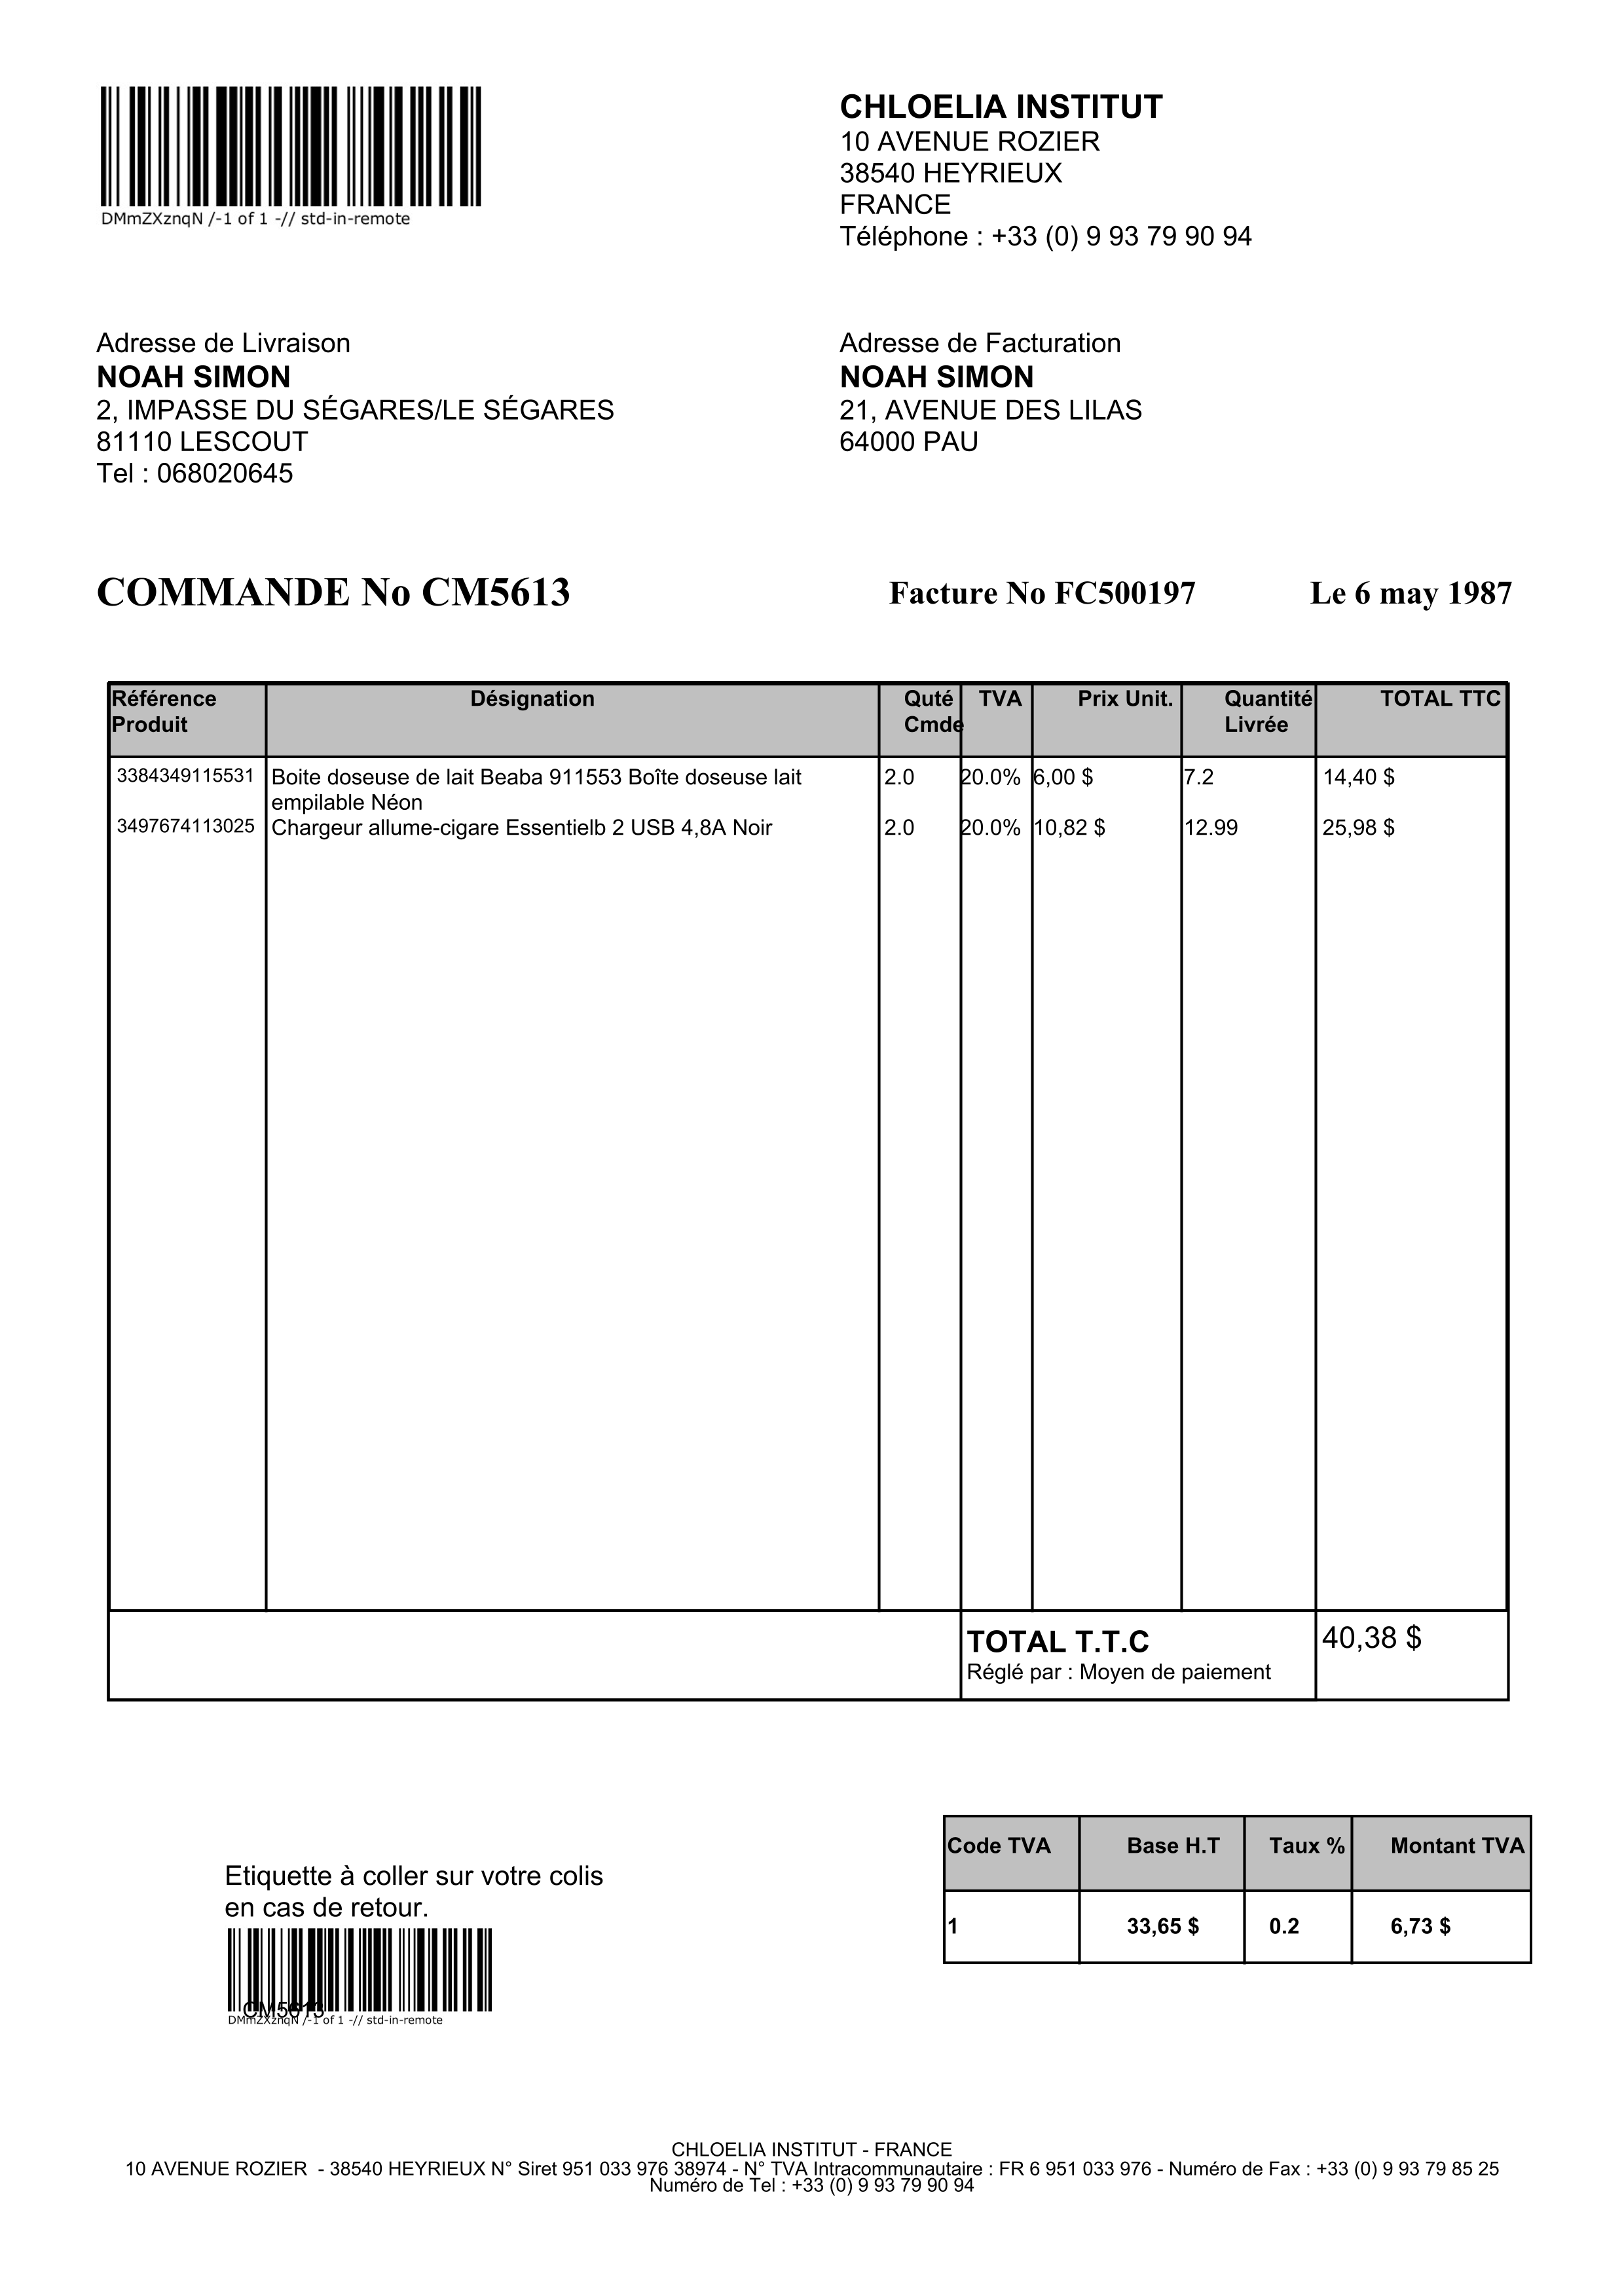 DMmZXznqN /-1 of 1 -// std-in-remote
CHLOELIA INSTITUT
10 AVENUE ROZIER
38540 HEYRIEUX
FRANCE
Téléphone : +33 (0) 9 93 79 90 94
Adresse de Livraison
NOAH SIMON
2, IMPASSE DU SÉGARES/LE SÉGARES
81110 LESCOUT
Tel : 068020645
Adresse de Facturation
NOAH SIMON
21, AVENUE DES LILAS
64000 PAU
COMMANDE No CM5613 Facture No FC500197 Le 6 may 1987
Référence Produit Désignation Quté Cmde TVA Prix Unit. Quantité Livrée TOTAL TTC
3384349115531 Boite doseuse de lait Beaba 911553 Boîte doseuse lait 2.0 20.0% 6,00 $ 7.2 14,40 $
empilable Néon
3497674113025 Chargeur allume-cigare Essentielb 2 USB 4,8A Noir 2.0 20.0% 10,82 $ 12.99 25,98 $
TOTAL T.T.C 40,38 $
Réglé par : Moyen de paiement
Code TVA Base H.T Taux % Montant TVA
1 33,65 $ 0.2 6,73 $
Etiquette à coller sur votre colis
en cas de retour.
CM5613
DMmZXznqN /-1 of 1 -// std-in-remote
CHLOELIA INSTITUT - FRANCE
10 AVENUE ROZIER - 38540 HEYRIEUX N° Siret 951 033 976 38974 - N° TVA Intracommunautaire : FR 6 951 033 976 - Numéro de Fax : +33 (0) 9 93 79 85 25
Numéro de Tel : +33 (0) 9 93 79 90 94